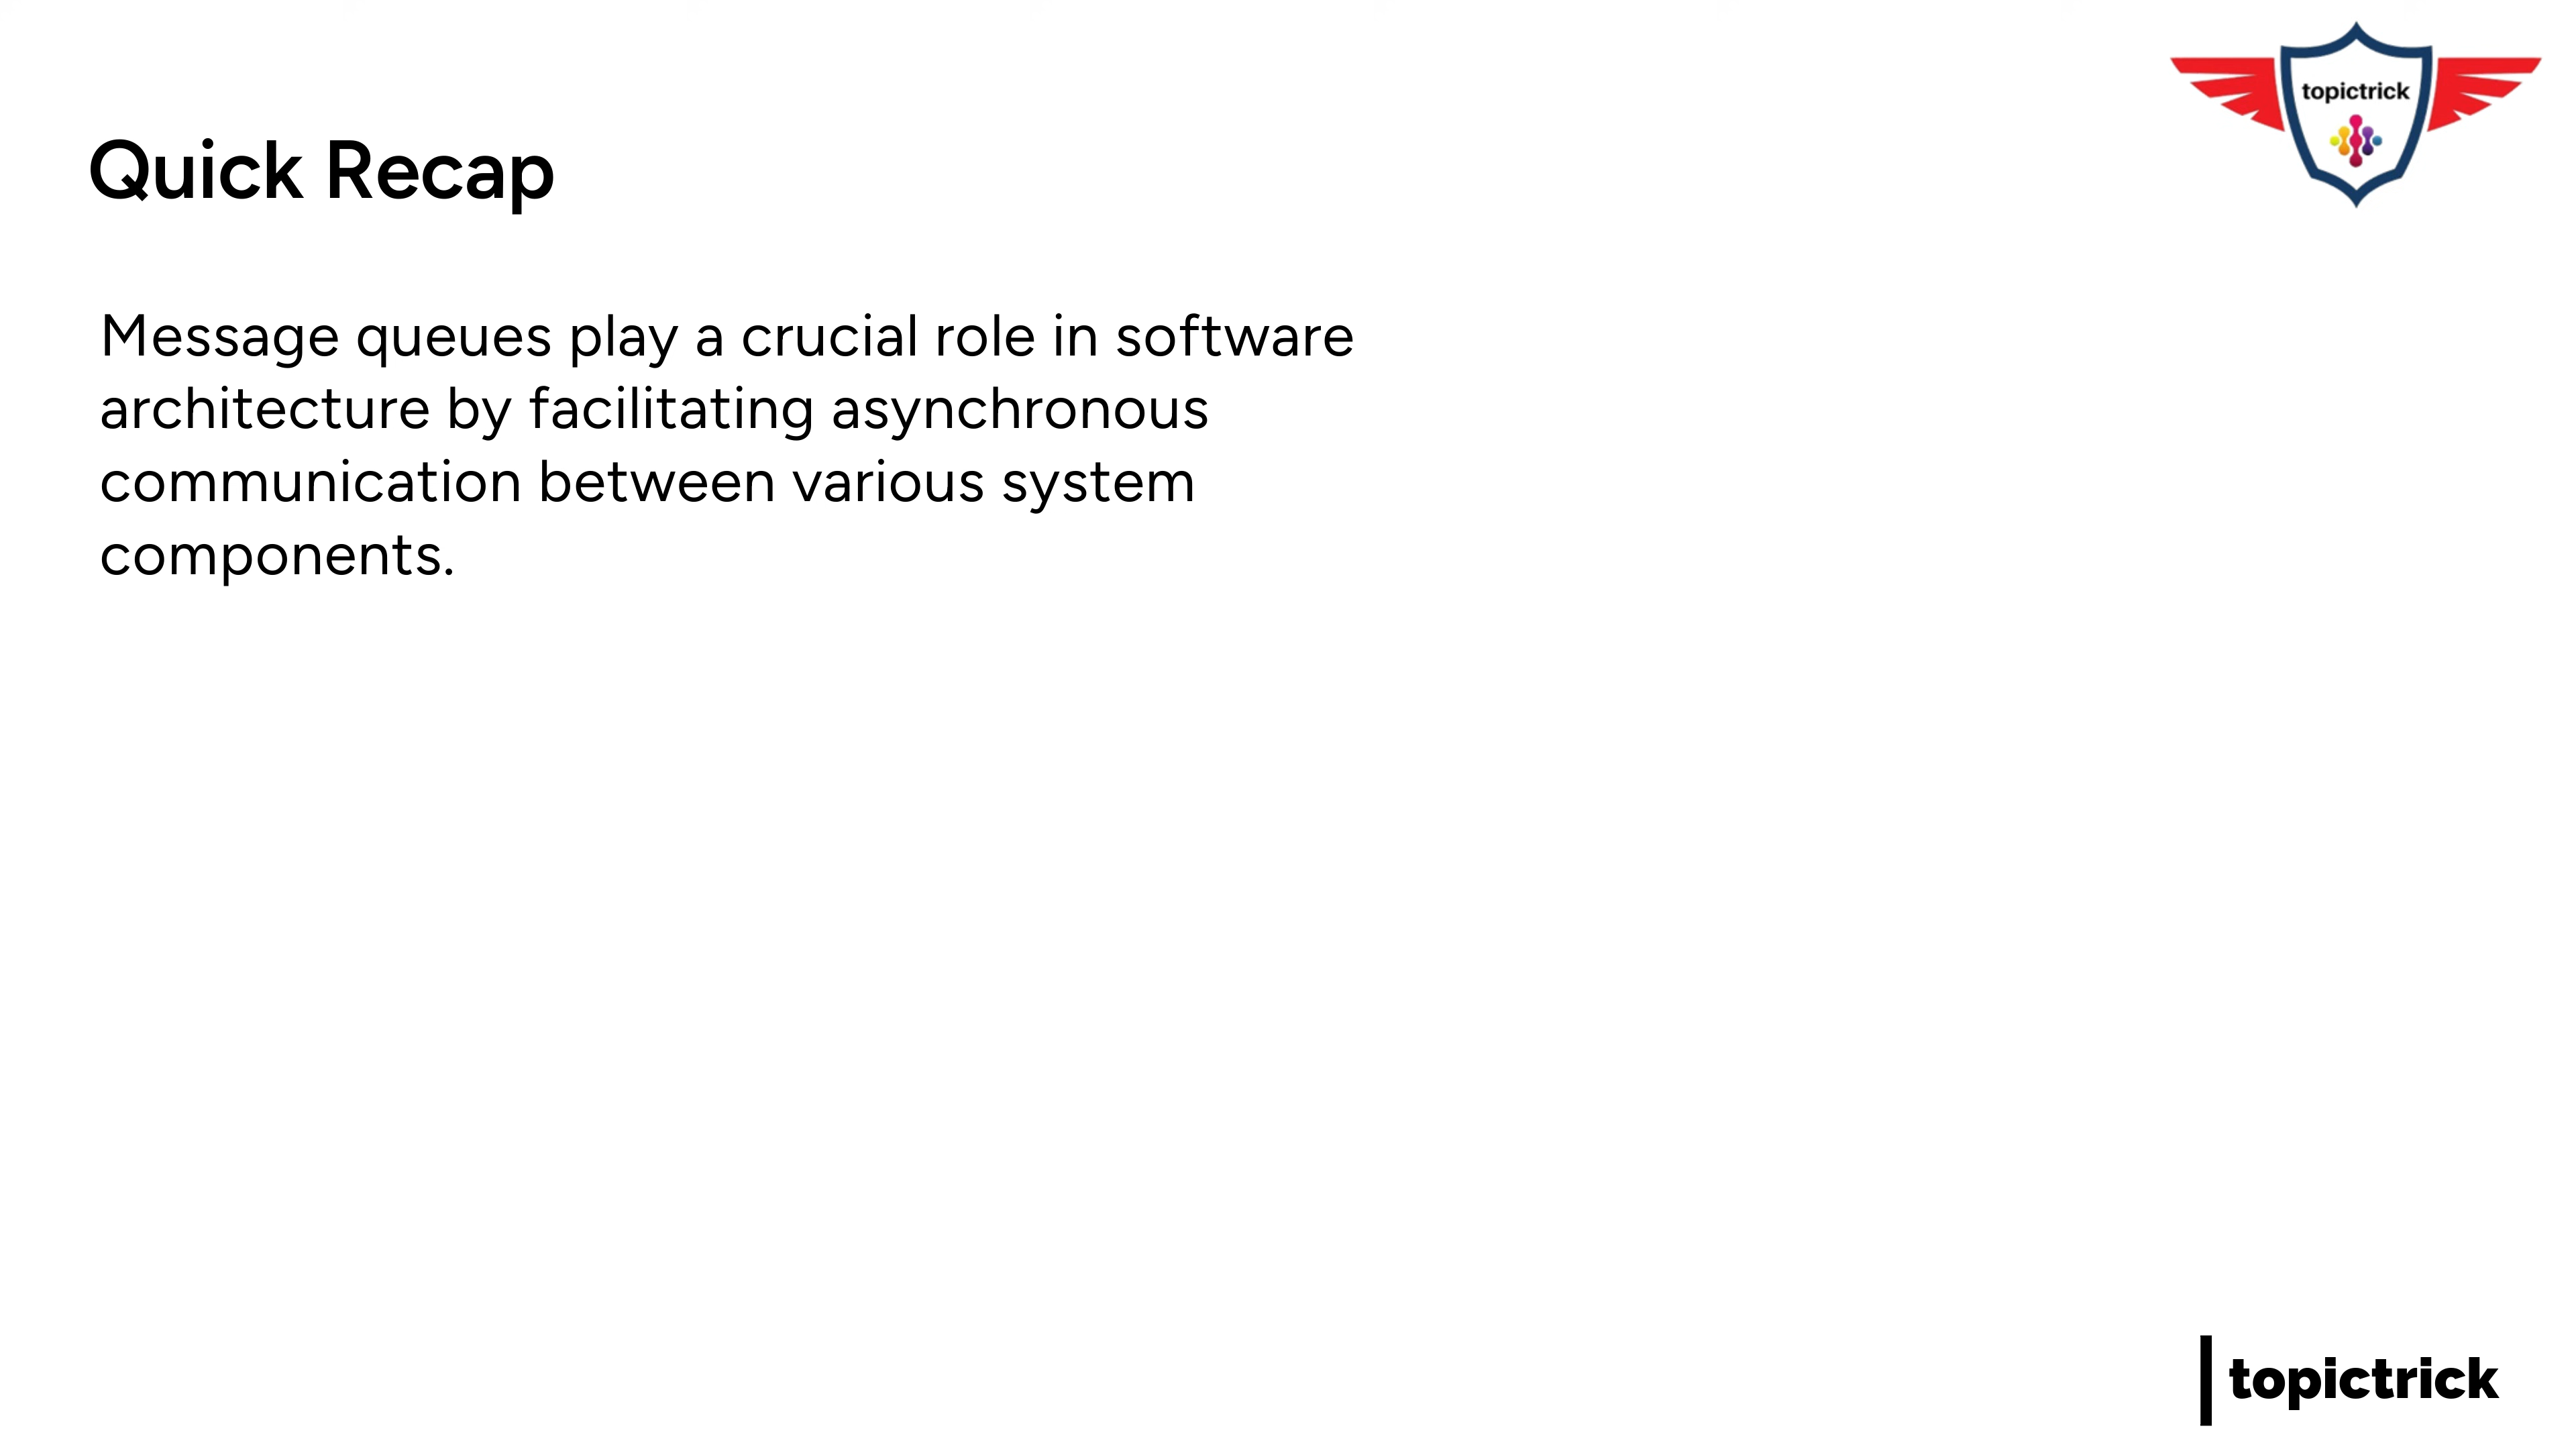 topictrick
Quick Recap
Message queues play a crucial role in software
architecture by facilitating asynchronous
communication between various system
components.
topictrick